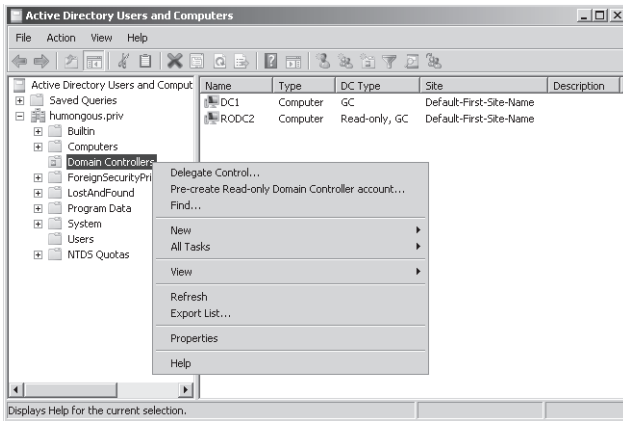 Active Directory Users and Computers
File Action View Help
Active Directory Users and Comput
Saved Queries
humongous.priv
Builtin
Computers
Domain Controllers
ForeignSecurityPri
LostAndFound
Program Data
System
Users
NTDS Quotas
Name Type DC Type Site Description
DC1 Computer GC Default-First-Site-Name
RODC2 Computer Read-only, GC Default-First-Site-Name
Delegate Control...
Pre-create Read-only Domain Controller account...
Find...
New
All Tasks
View
Refresh
Export List...
Properties
Help
Displays Help for the current selection.